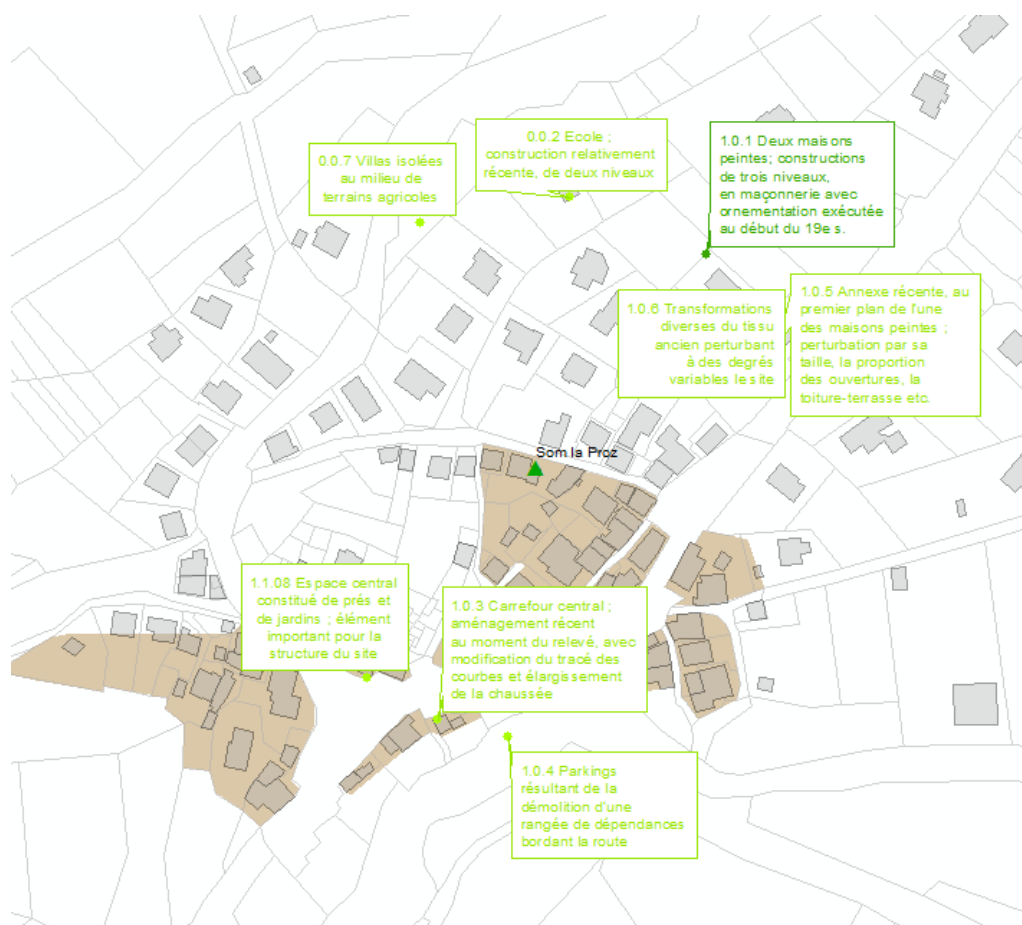 0.0.7 Villas isolées
au milieu de
terrains agricoles
0.0.2 Ecole ;
construction relativement
récente, de deux niveaux
1.0.1 Deux maisons
peintes; constructions
de trois niveaux,
en maçonnerie avec
ornementation exécutée
au début du 19e s.
1.0.6 Transformations
diverses du tissu
ancien perturbant
à des degrés
variables le site
1.0.5 Annexe récente, au
premier plan de l'une
des maisons peintes ;
perturbation par sa
taille, la proportion
des ouvertures, la
toiture-terrasse etc.
Som la Proz
1.1.08 Espace central
constitué de prés et
de jardins ; élément
important pour la
structure du site
1.0.3 Carrefour central ;
aménagement récent
au moment du relevé, avec
modification du tracé des
courbes et élargissement
de la chaussée
1.0.4 Parkings
résultant de la
démolition d'une
rangée de dépendances
bordant la route